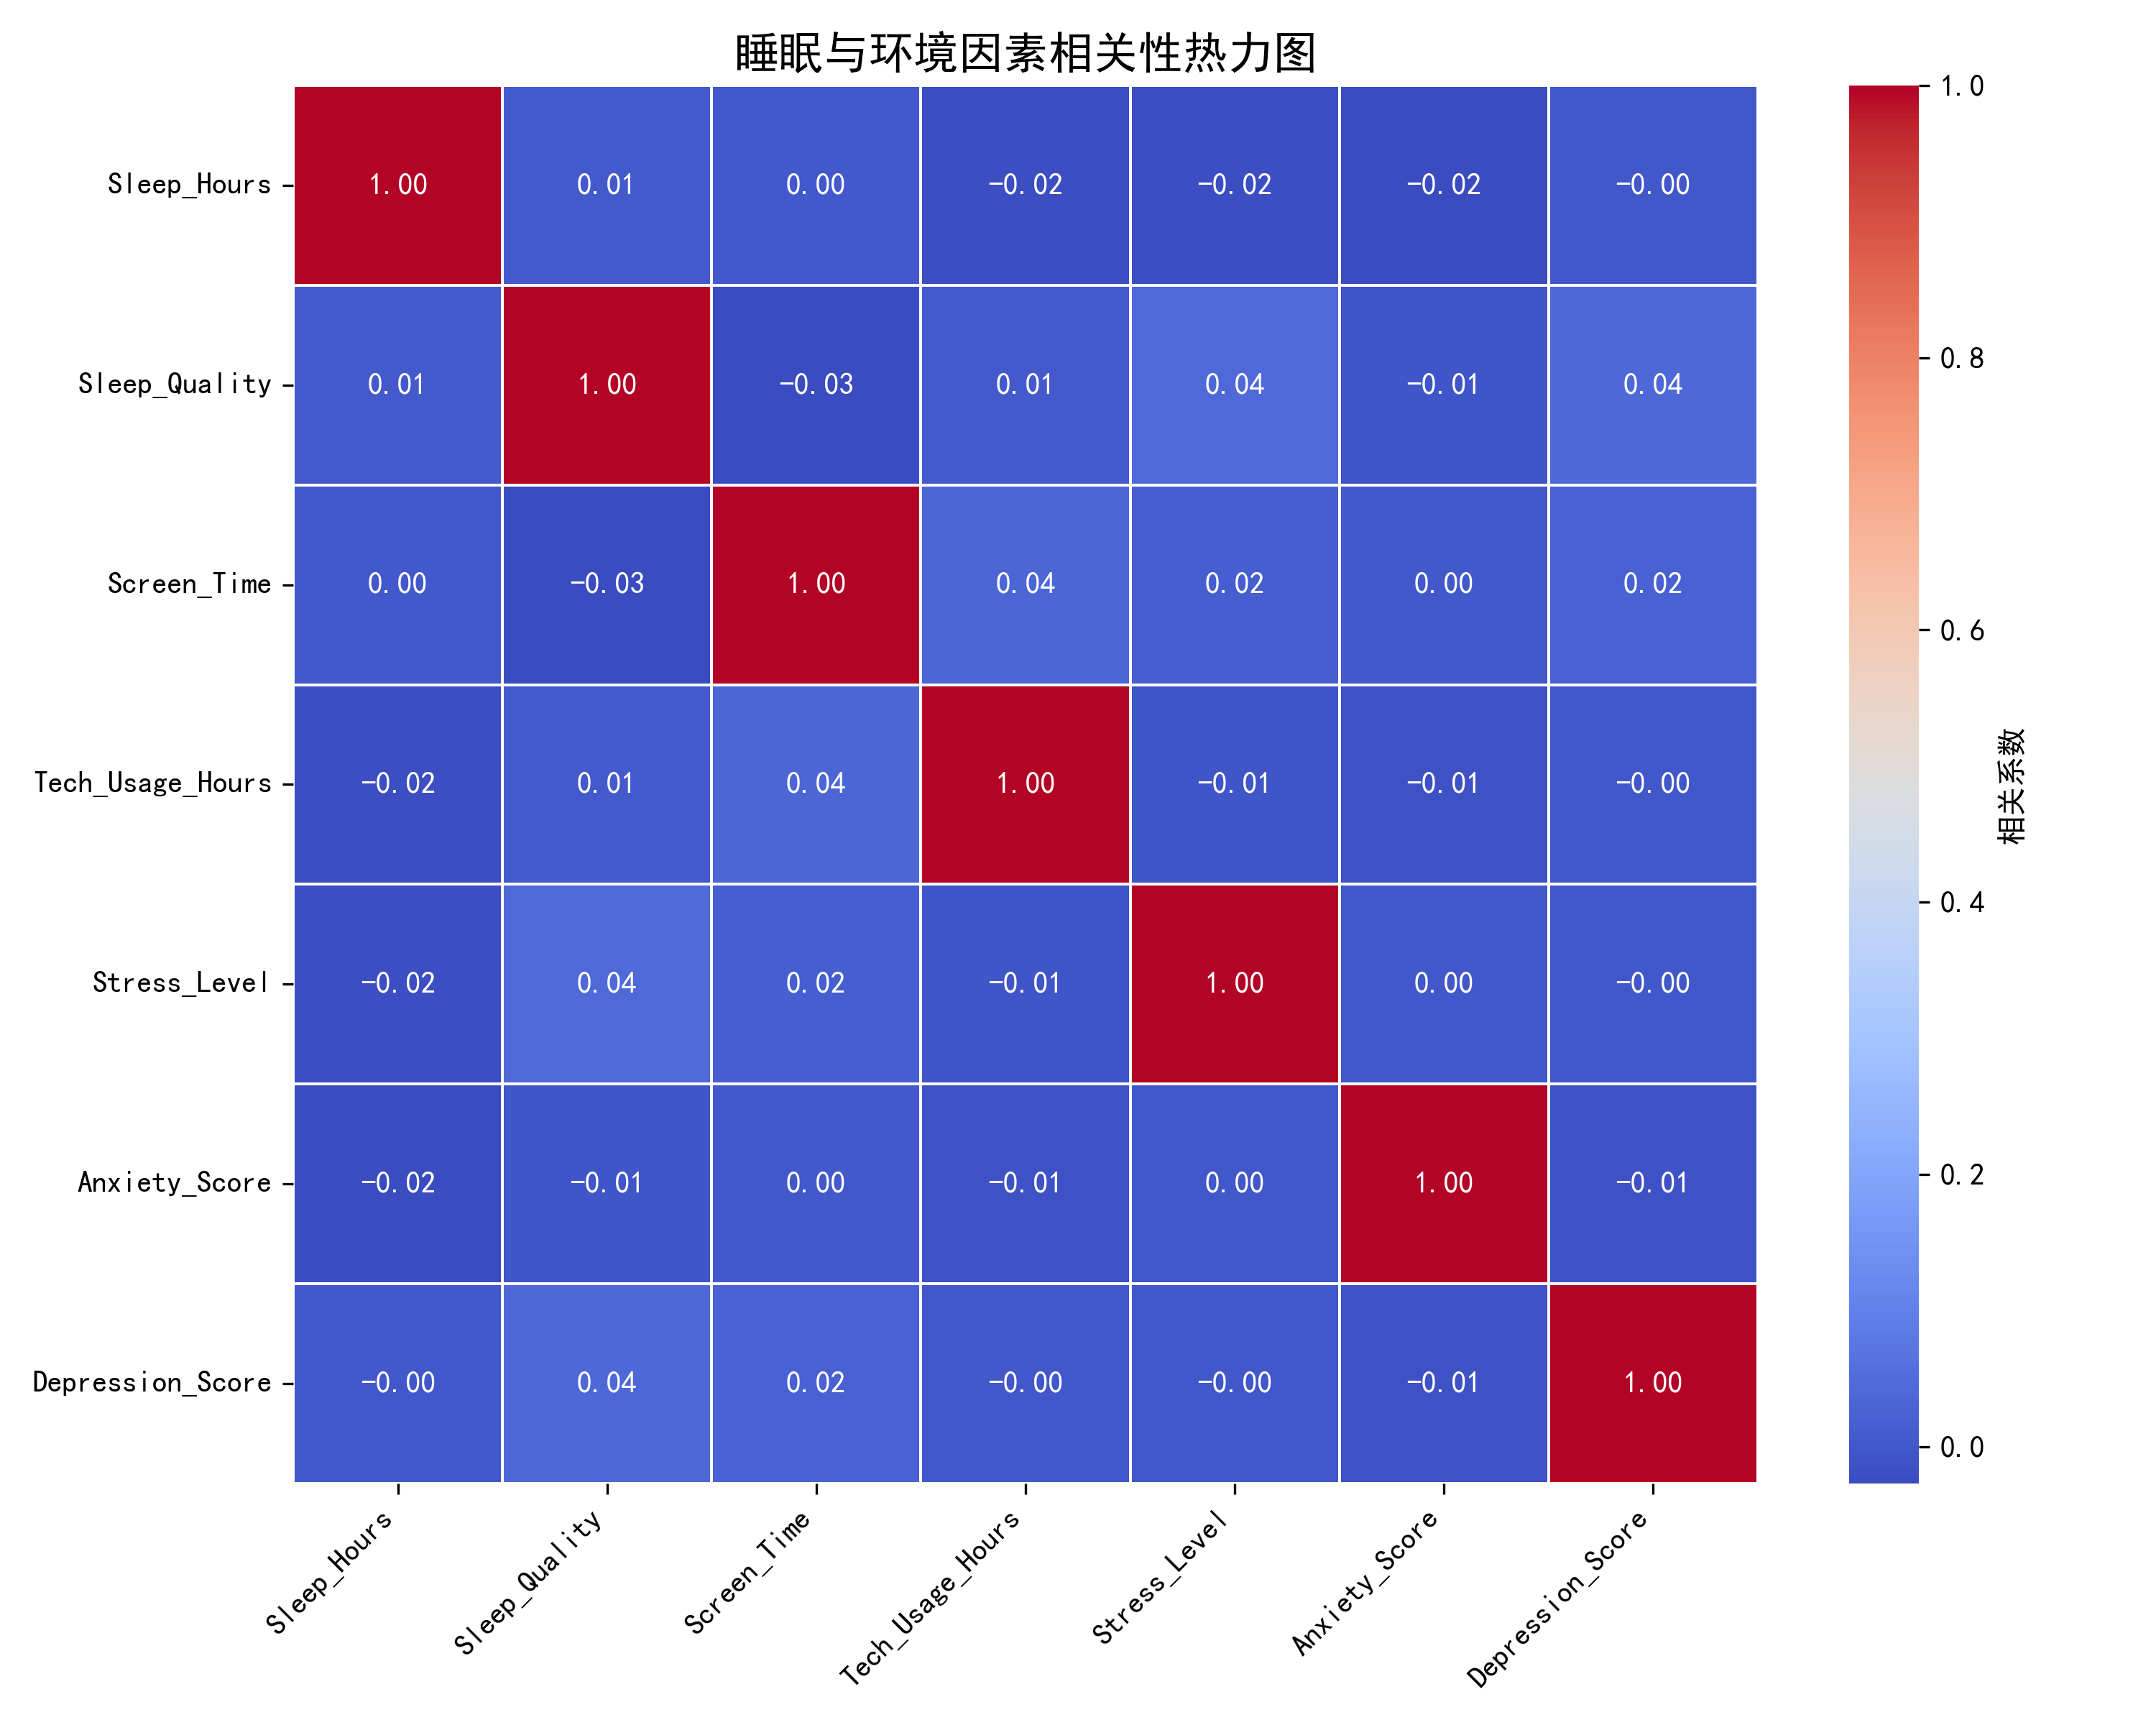 睡眠与环境因素相关性热力图
Sleep_Hours 1.00 0.01 0.00 -0.02 -0.02 -0.02 -0.00
Sleep_Quality 0.01 1.00 -0.03 0.01 0.04 -0.01 0.04
Screen_Time 0.00 -0.03 1.00 0.04 0.02 0.00 0.02
Tech_Usage_Hours -0.02 0.01 0.04 1.00 -0.01 -0.01 -0.00
Stress_Level -0.02 0.04 0.02 -0.01 1.00 0.00 -0.00
Anxiety_Score -0.02 -0.01 0.00 -0.01 0.00 1.00 -0.01
Depression_Score -0.00 0.04 0.02 -0.00 -0.00 -0.01 1.00
Sleep_Hours
Sleep_Quality
Screen_Time
Tech_Usage_Hours
Stress_Level
Anxiety_Score
Depression_Score
1.0
0.8
0.6
0.4
0.2
0.0
相关系数